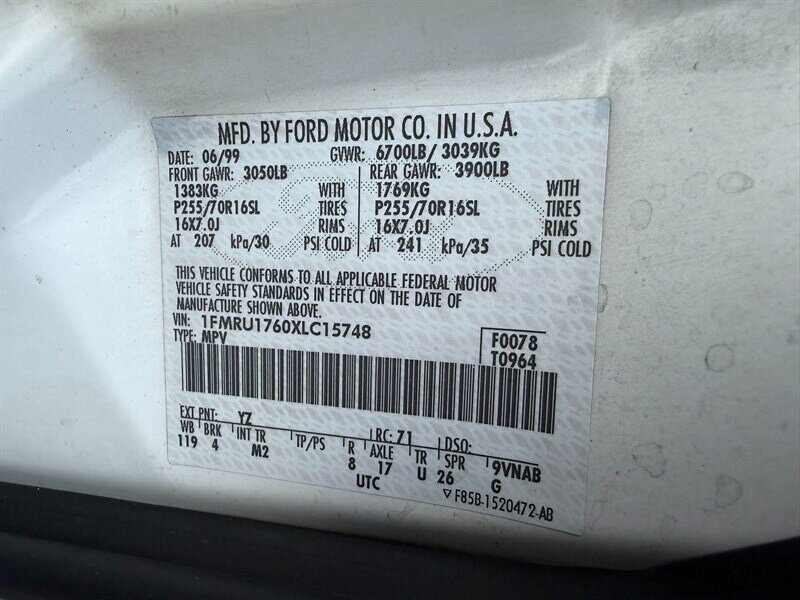 MFD. BY FORD MOTOR CO. IN U.S.A.
DATE: 06/99 GVWR: 6700LB/ 3039KG
FRONT GAWR: 3050LB REAR GAWR: 3900LB
1383KG WITH 1769KG WITH
P255/70R16SL TIRES P255/70R16SL TIRES
16X7.0J RIMS 16X7.0J RIMS
AT 207 kPa/30 PSI COLD AT 241 kPa/35 PSI COLD
THIS VEHICLE CONFORMS TO ALL APPLICABLE FEDERAL MOTOR
VEHICLE SAFETY STANDARDS IN EFFECT ON THE DATE OF
MANUFACTURE SHOWN ABOVE.
VIN: 1FMRU1760XLC15748 F0078
TYPE: MPV T0964
EXT PNT: YZ RC: 71 DSO:
WB BRK INT TR TP/PS R AXLE TR SPR 9VNAB
119 4 M2 8 17 U 26 G
UTC
▽F85B-1520472-AB